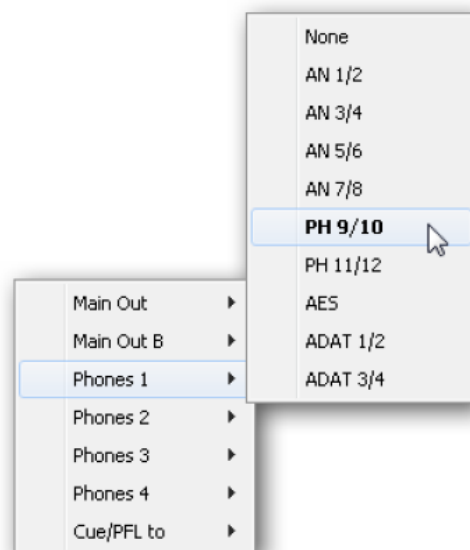 None
AN 1/2
AN 3/4
AN 5/6
AN 7/8
PH 9/10
PH 11/12
AES
ADAT 1/2
ADAT 3/4
Main Out
Main Out B
Phones 1
Phones 2
Phones 3
Phones 4
Cue/PFL to